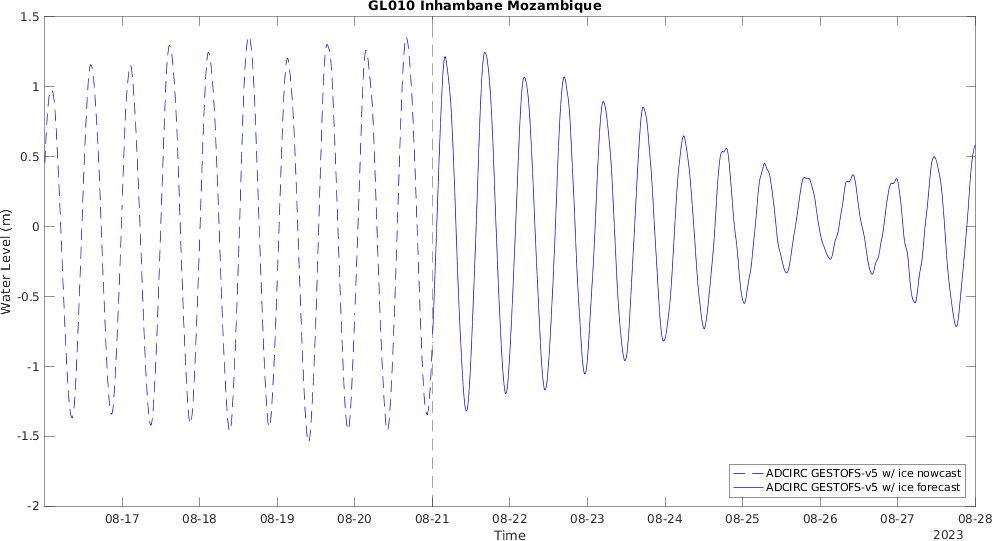 GL010 Inhambane Mozambique
1.5
1
0.5
0
-0.5
-1
-1.5
-2
Water Level (m)
ADCIRC GESTOFS-v5 w/ ice nowcast
ADCIRC GESTOFS-v5 w/ ice forecast
08-17 08-18 08-19 08-20 08-21 08-22 08-23 08-24 08-25 08-26 08-27 08-28
Time
2023